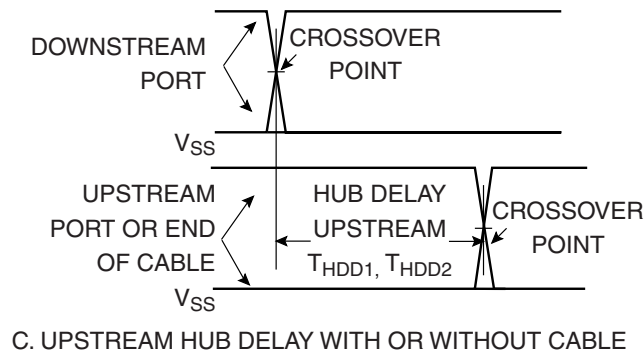 DOWNSTREAM
PORT
CROSSOVER
POINT
VSS
UPSTREAM
PORT OR END
OF CABLE
HUB DELAY
UPSTREAM
THDD1, THDD2
CROSSOVER
POINT
VSS
C. UPSTREAM HUB DELAY WITH OR WITHOUT CABLE